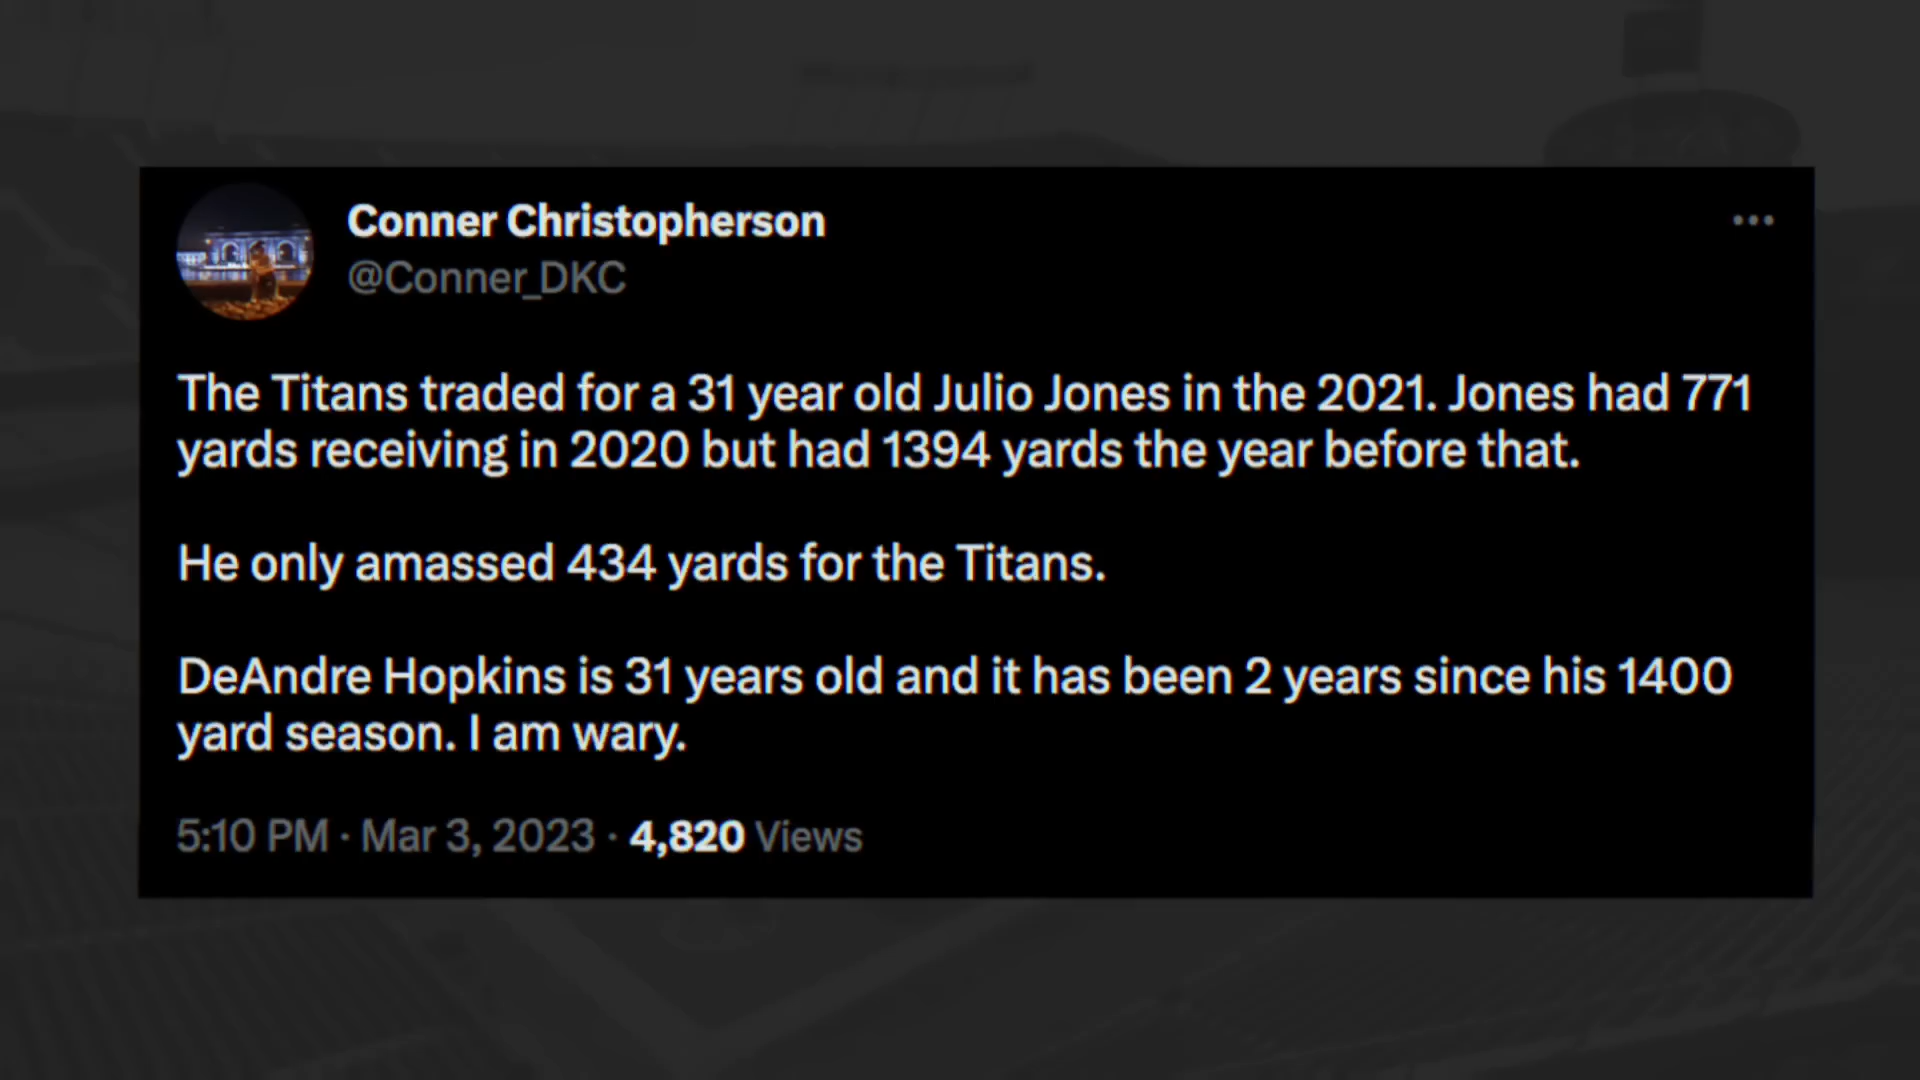 Conner Christopherson
@Conner_DKC
The Titans traded for a 31 year old Julio Jones in the 2021. Jones had 771
yards receiving in 2020 but had 1394 yards the year before that.
He only amassed 434 yards for the Titans.
DeAndre Hopkins is 31 years old and it has been 2 years since his 1400
yard season. I am wary.
5:10 PM · Mar 3, 2023 · 4,820 Views